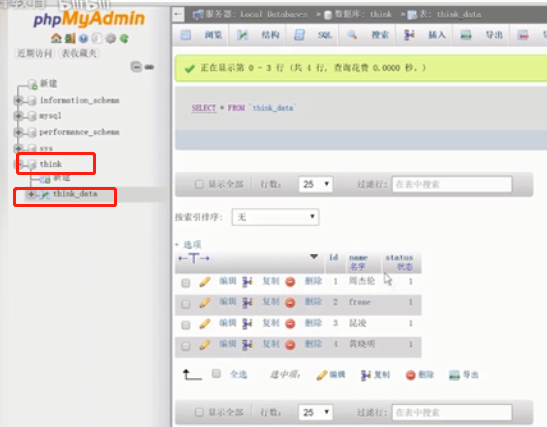 bilibili
服务器: Local Databases » 数据库: think » 表: think_data
phpMyAdmin
浏览 结构 SQL 搜索 插入 导出
近期访问 表收藏夹
正在显示第 0 - 3 行 (共 4 行, 查询花费 0.0000 秒。)
新建
information_schema
mysql
performance_schema
sys
think
新建
think_data
SELECT * FROM `think_data`
显示全部 行数: 25 过滤行: 在表中搜索
按索引排序: 无
+ 选项
←T→ id name status
名字 状态
编辑 复制 删除 1 周杰伦 1
编辑 复制 删除 2 frame 1
编辑 复制 删除 3 昆凌 1
编辑 复制 删除 4 黄晓明 1
全选 选中项: 编辑 复制 删除 导出
显示全部 行数: 25 过滤行: 在表中搜索